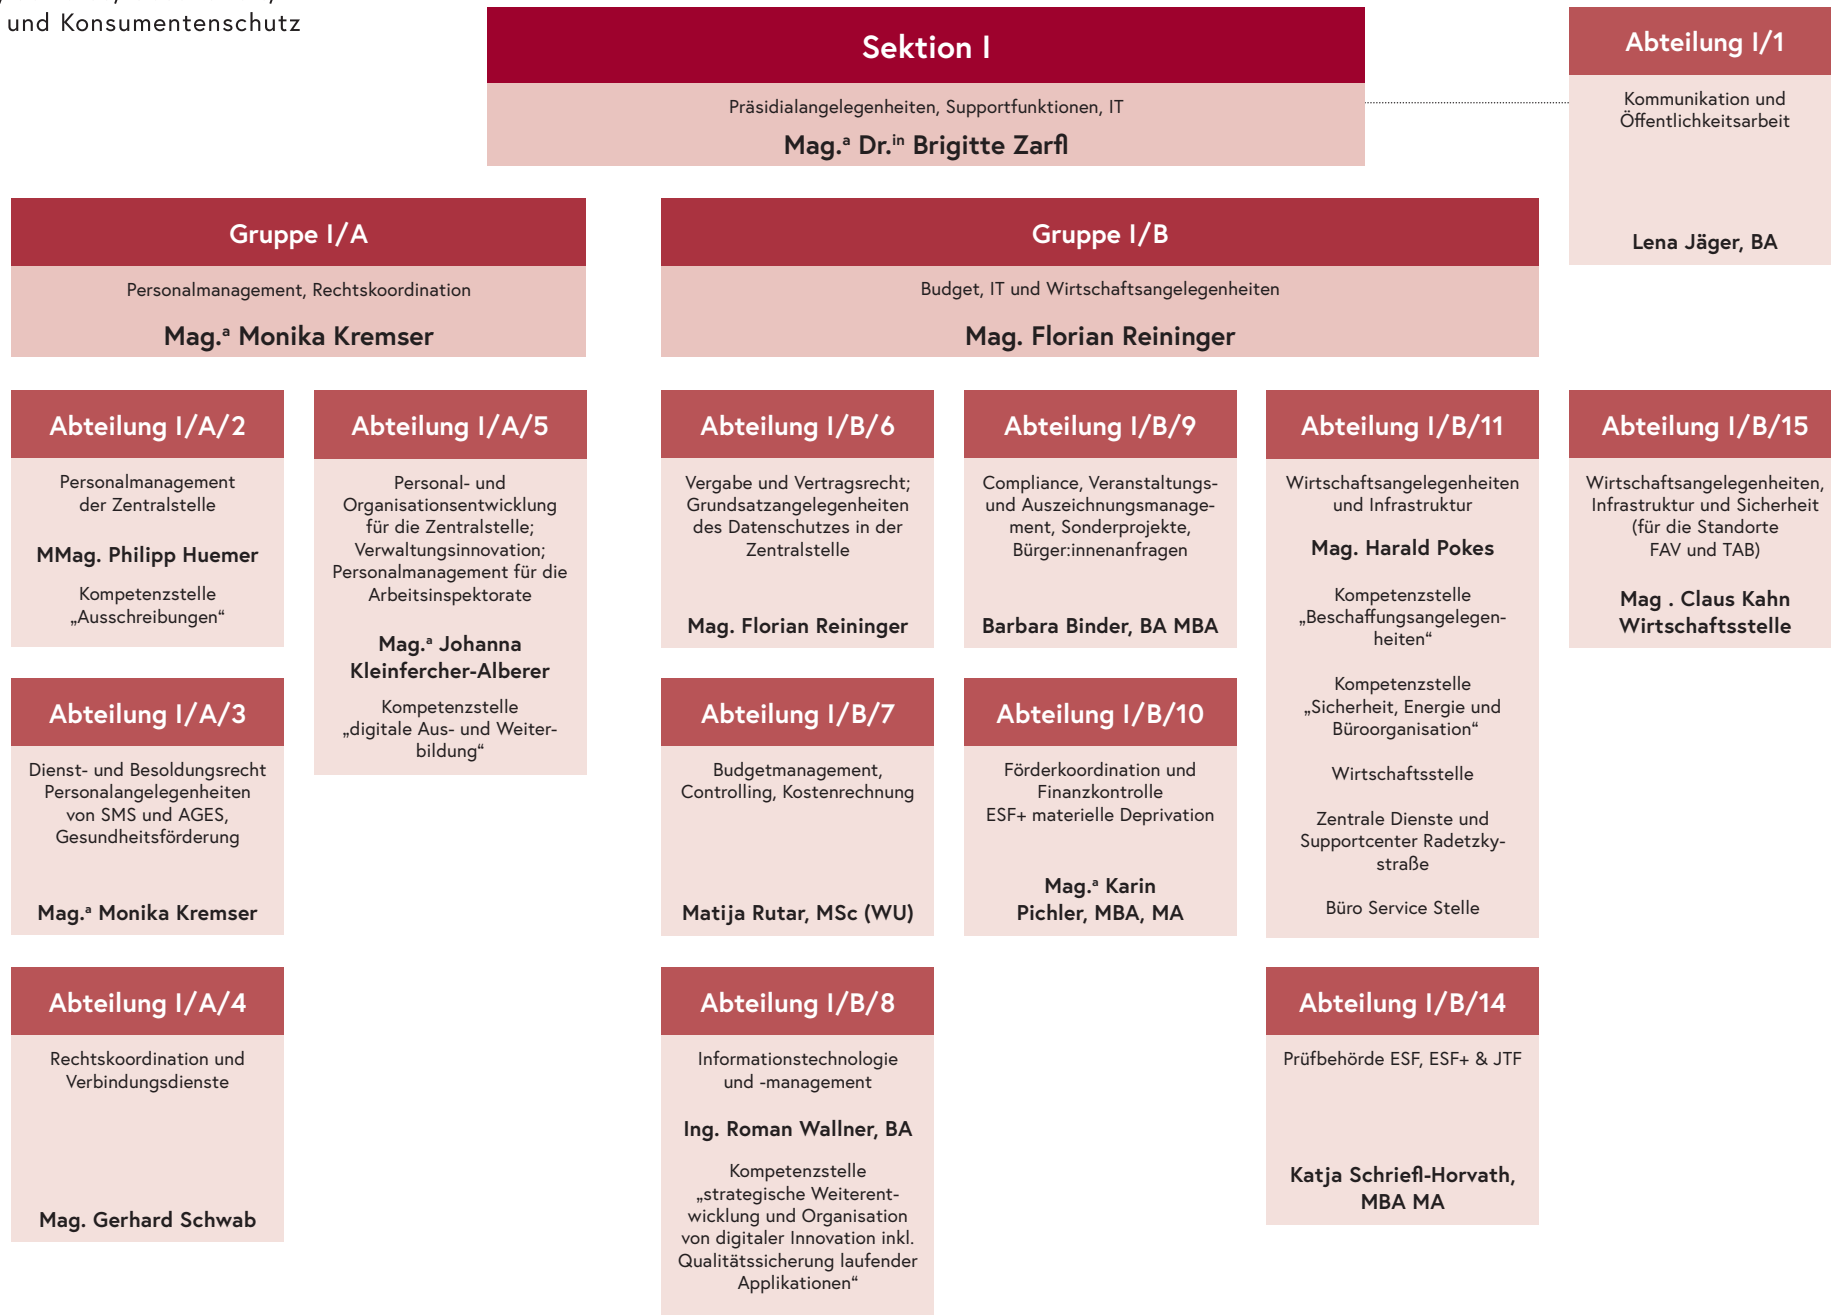 und Konsumentenschutz
Sektion I
Präsidialangelegenheiten, Supportfunktionen, IT
Mag.ᵃ Dr.ⁱⁿ Brigitte Zarfl
Abteilung I/1
Kommunikation und
Öffentlichkeitsarbeit
Lena Jäger, BA
Gruppe I/A
Personalmanagement, Rechtskoordination
Mag.ᵃ Monika Kremser
Gruppe I/B
Budget, IT und Wirtschaftsangelegenheiten
Mag. Florian Reininger
Abteilung I/A/2
Personalmanagement
der Zentralstelle
MMag. Philipp Huemer
Kompetenzstelle
„Ausschreibungen“
Abteilung I/A/3
Dienst- und Besoldungsrecht
Personalangelegenheiten
von SMS und AGES,
Gesundheitsförderung
Mag.ᵃ Monika Kremser
Abteilung I/A/4
Rechtskoordination und
Verbindungsdienste
Mag. Gerhard Schwab
Abteilung I/A/5
Personal- und
Organisationsentwicklung
für die Zentralstelle;
Verwaltungsinnovation;
Personalmanagement für die
Arbeitsinspektorate
Mag.ᵃ Johanna
Kleinfercher-Alberer
Kompetenzstelle
„digitale Aus- und Weiter-
bildung“
Abteilung I/B/6
Vergabe und Vertragsrecht;
Grundsatzangelegenheiten
des Datenschutzes in der
Zentralstelle
Mag. Florian Reininger
Abteilung I/B/7
Budgetmanagement,
Controlling, Kostenrechnung
Matija Rutar, MSc (WU)
Abteilung I/B/8
Informationstechnologie
und -management
Ing. Roman Wallner, BA
Kompetenzstelle
„strategische Weiterent-
wicklung und Organisation
von digitaler Innovation inkl.
Qualitätssicherung laufender
Applikationen“
Abteilung I/B/9
Compliance, Veranstaltungs-
und Auszeichnungsmanage-
ment, Sonderprojekte,
Bürger:innenanfragen
Barbara Binder, BA MBA
Abteilung I/B/10
Förderkoordination und
Finanzkontrolle
ESF+ materielle Deprivation
Mag.ᵃ Karin
Pichler, MBA, MA
Abteilung I/B/11
Wirtschaftsangelegenheiten
und Infrastruktur
Mag. Harald Pokes
Kompetenzstelle
„Beschaffungsangelegen-
heiten“
Kompetenzstelle
„Sicherheit, Energie und
Büroorganisation“
Wirtschaftsstelle
Zentrale Dienste und
Supportcenter Radetzky-
straße
Büro Service Stelle
Abteilung I/B/14
Prüfbehörde ESF, ESF+ & JTF
Katja Schriefl-Horvath,
MBA MA
Abteilung I/B/15
Wirtschaftsangelegenheiten,
Infrastruktur und Sicherheit
(für die Standorte
FAV und TAB)
Mag . Claus Kahn
Wirtschaftsstelle